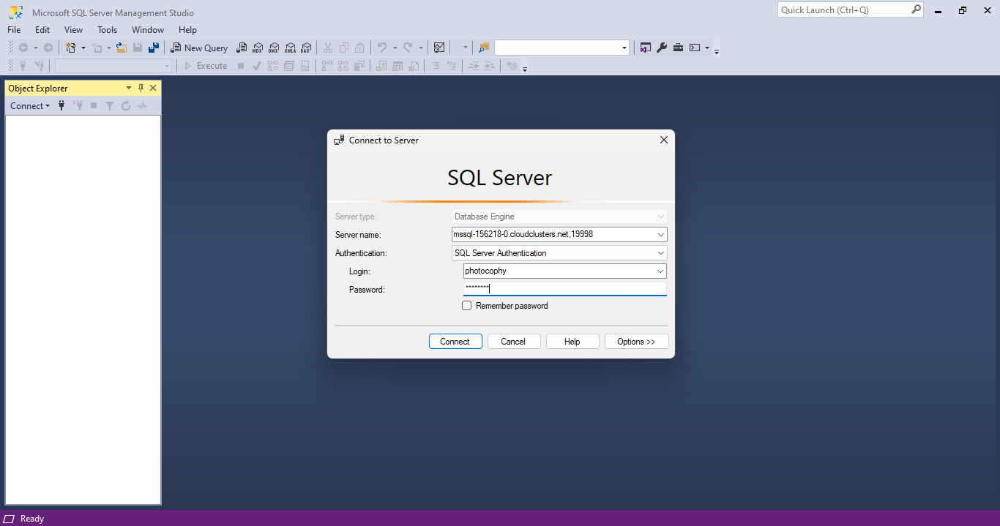 Microsoft SQL Server Management Studio
Quick Launch (Ctrl+Q)
File Edit View Tools Window Help
New Query
MDX DMX XMLA DAX
Execute
Object Explorer
Connect
Connect to Server
SQL Server
Server type: Database Engine
Server name: mssql-156218-0.cloudclusters.net,19998
Authentication: SQL Server Authentication
Login: photocophy
Password: ********
Remember password
Connect Cancel Help Options >>
Ready